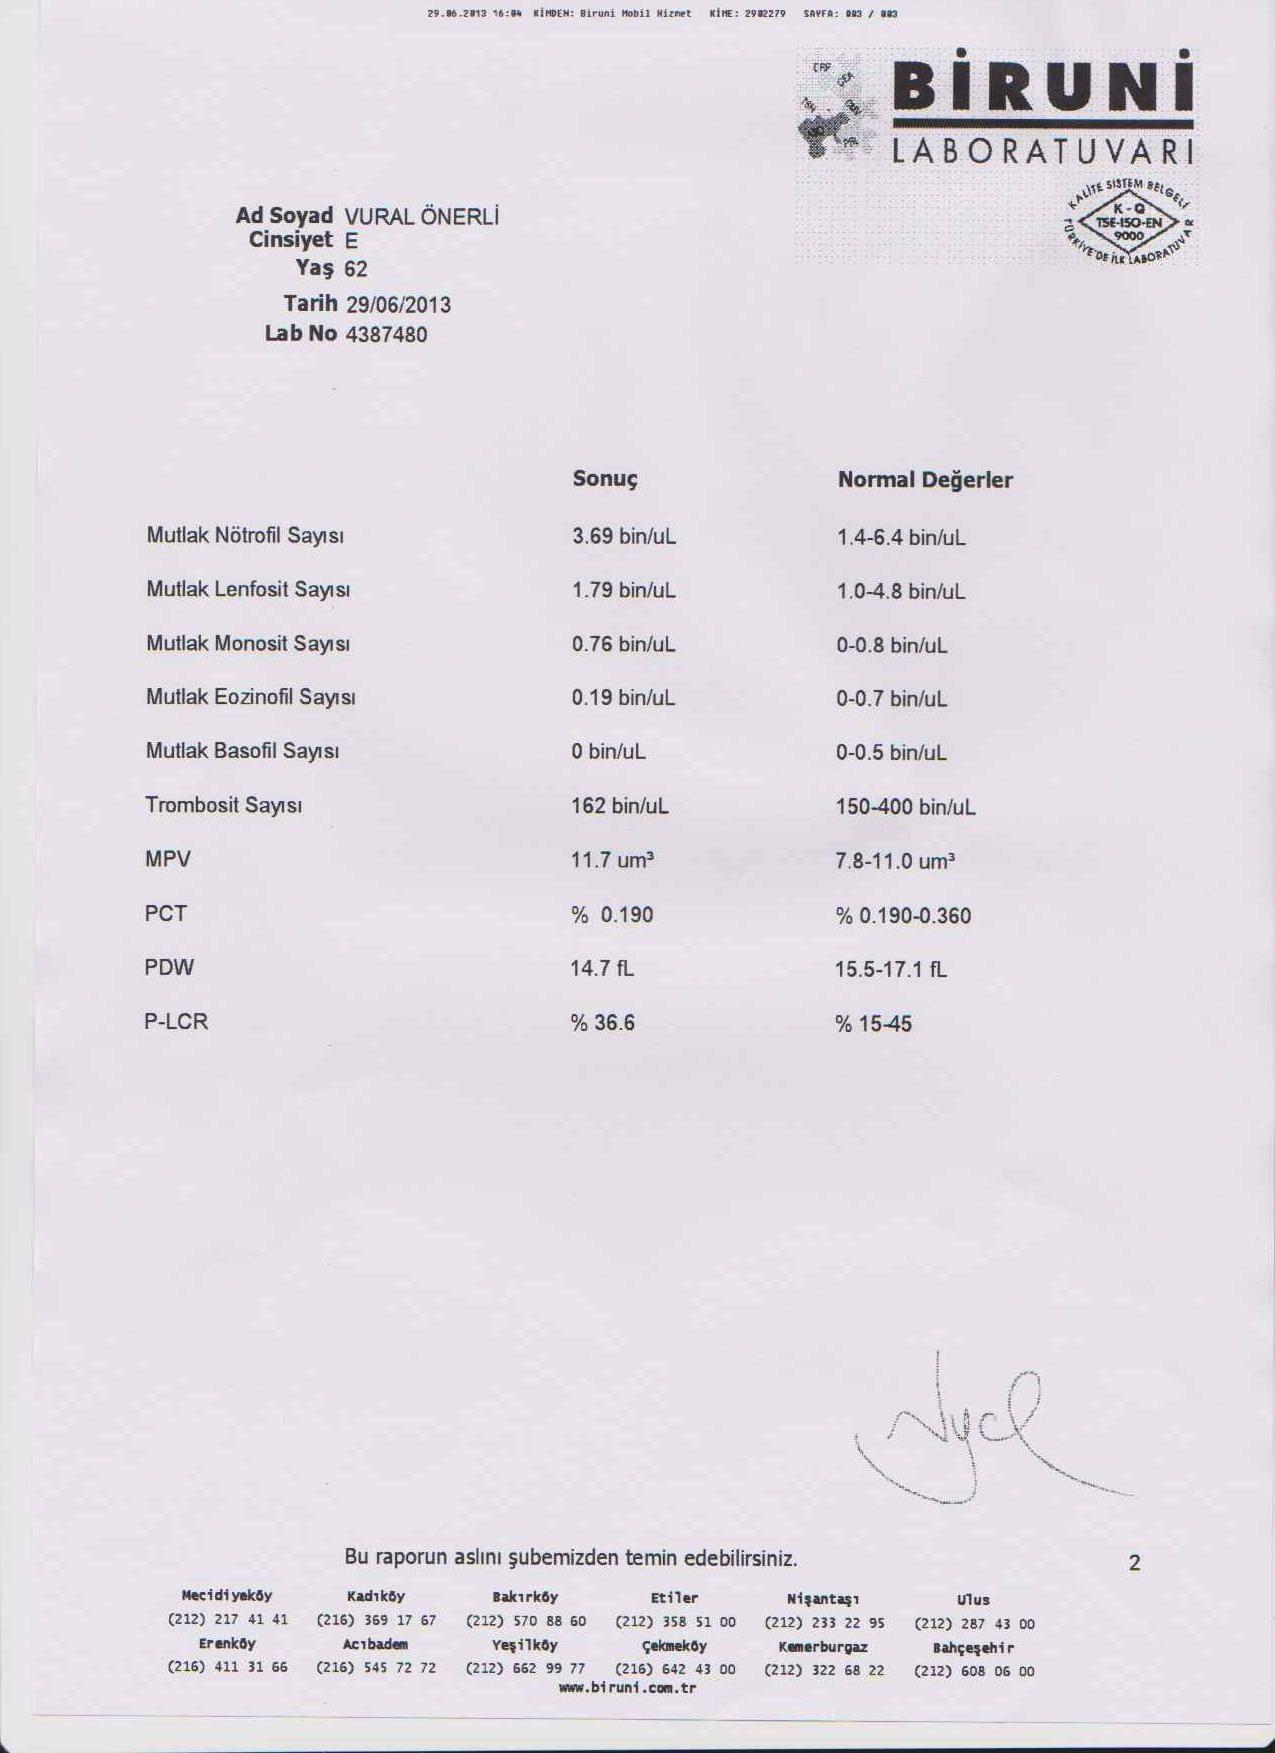 29.06.2013 16:04 KİMDEN: Biruni Mobil Hizmet KİME: 2902279 SAYFA: 003 / 003
CRP
CEA
TSH
PRL
BİRUNİ
LABORATUVARI
KALİTE SİSTEM BELGELİ
K - Q
TSE-ISO-EN
9000
TÜRKİYE'DE İLK LABORATUVAR
Ad Soyad VURAL ÖNERLİ
Cinsiyet E
Yaş 62
Tarih 29/06/2013
Lab No 4387480
Sonuç Normal Değerler
Mutlak Nötrofil Sayısı 3.69 bin/uL 1.4-6.4 bin/uL
Mutlak Lenfosit Sayısı 1.79 bin/uL 1.0-4.8 bin/uL
Mutlak Monosit Sayısı 0.76 bin/uL 0-0.8 bin/uL
Mutlak Eozinofil Sayısı 0.19 bin/uL 0-0.7 bin/uL
Mutlak Basofil Sayısı 0 bin/uL 0-0.5 bin/uL
Trombosit Sayısı 162 bin/uL 150-400 bin/uL
MPV 11.7 um³ 7.8-11.0 um³
PCT % 0.190 % 0.190-0.360
PDW 14.7 fL 15.5-17.1 fL
P-LCR % 36.6 % 15-45
Bu raporun aslını şubemizden temin edebilirsiniz. 2
Mecidiyeköy Kadıköy Bakırköy Etiler Nişantaşı Ulus
(212) 217 41 41 (216) 369 17 67 (212) 570 88 60 (212) 358 51 00 (212) 233 22 95 (212) 287 43 00
Erenköy Acıbadem Yeşilköy Çekmeköy Kemerburgaz Bahçeşehir
(216) 411 31 66 (216) 545 72 72 (212) 662 99 77 (216) 642 43 00 (212) 322 68 22 (212) 608 06 00
www.biruni.com.tr